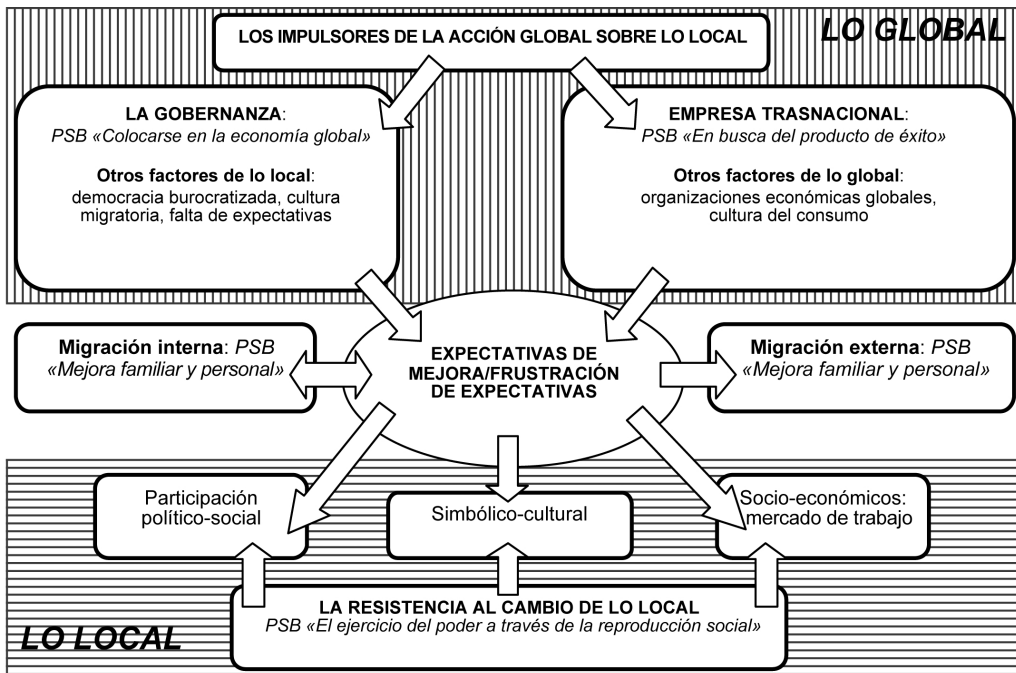 LO GLOBAL
LOS IMPULSORES DE LA ACCIÓN GLOBAL SOBRE LO LOCAL
LA GOBERNANZA:
PSB «Colocarse en la economía global»
Otros factores de lo local:
democracia burocratizada, cultura
migratoria, falta de expectativas
EMPRESA TRASNACIONAL:
PSB «En busca del producto de éxito»
Otros factores de lo global:
organizaciones económicas globales,
cultura del consumo
Migración interna: PSB
«Mejora familiar y personal»
EXPECTATIVAS DE
MEJORA/FRUSTRACIÓN
DE EXPECTATIVAS
Migración externa: PSB
«Mejora familiar y personal»
Participación
político-social
Simbólico-cultural
Socio-económicos:
mercado de trabajo
LA RESISTENCIA AL CAMBIO DE LO LOCAL
PSB «El ejercicio del poder a través de la reproducción social»
LO LOCAL